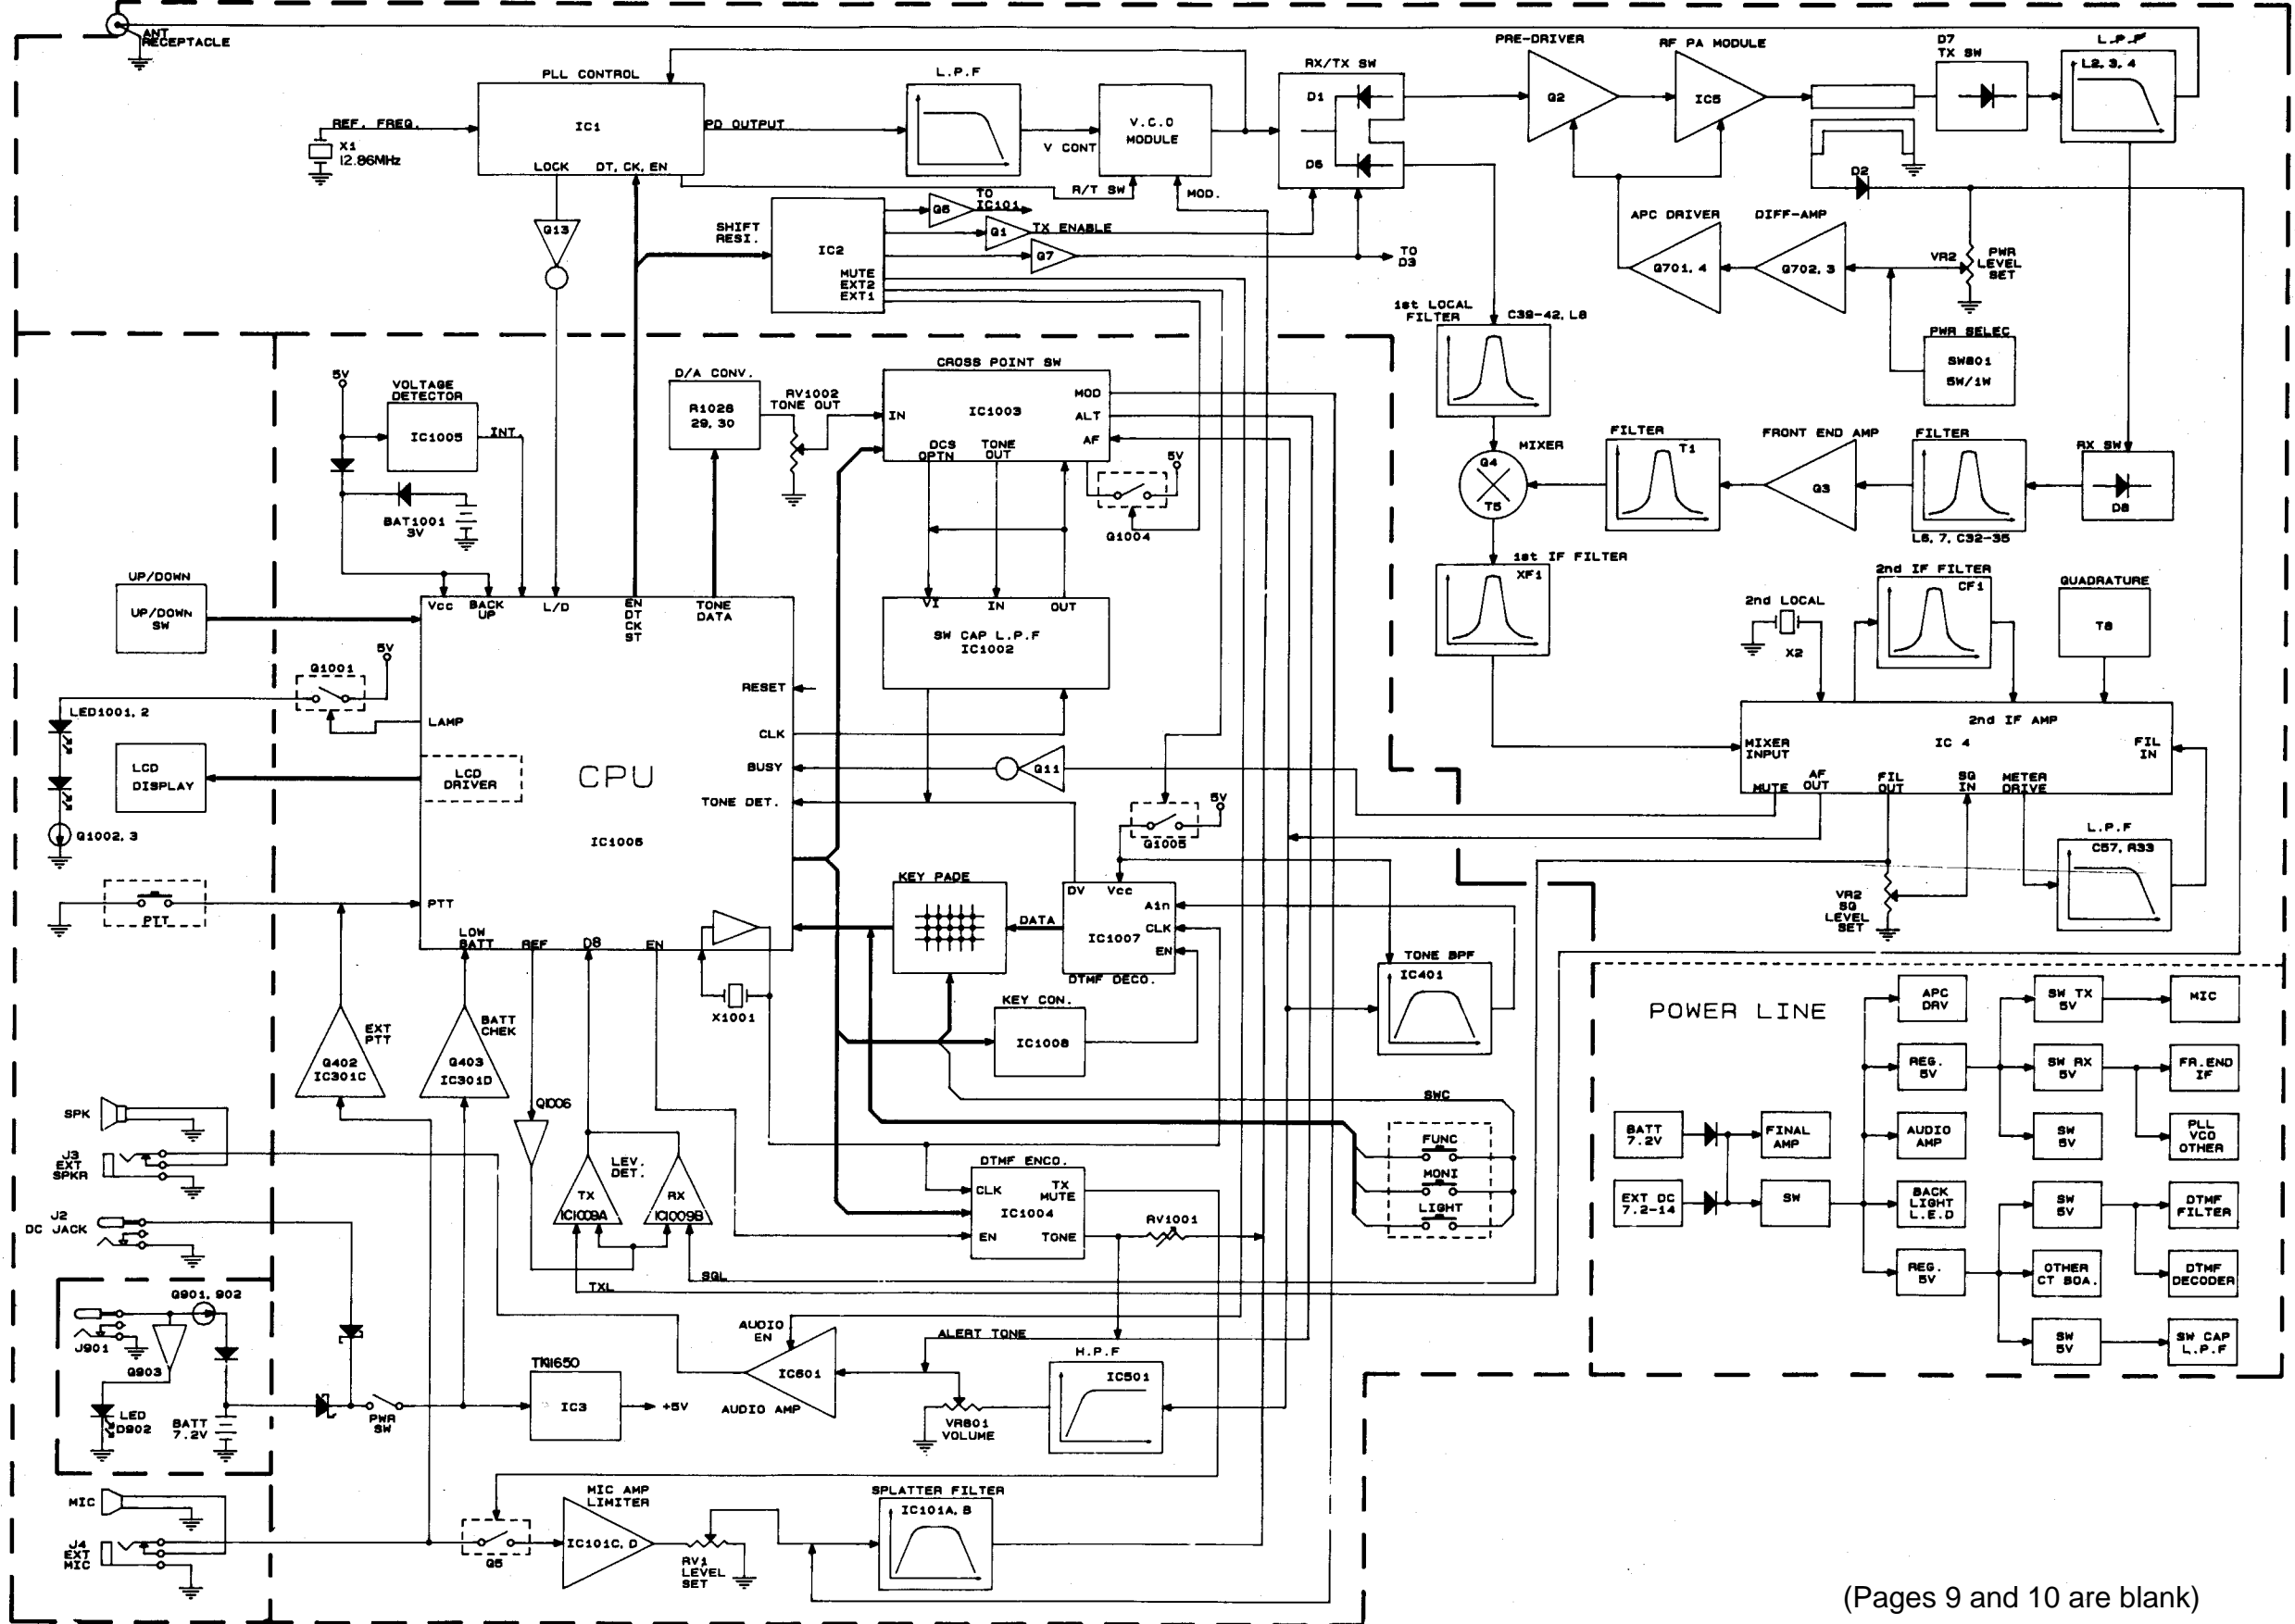 ANT
RECEPTACLE
PLL CONTROL
IC1
REF. FREQ.
X1
12.86MHz
PD OUTPUT
LOCK
DT, CK, EN
L.P.F
V CONT
V.C.O
MODULE
R/T SW
MOD.
RX/TX SW
D1
D6
PRE-DRIVER
Q2
RF PA MODULE
IC5
D7
TX SW
L.P.F
L2, 3, 4
D2
Q13
SHIFT
RESI.
IC2
MUTE
EXT2
EXT1
TO
IC101
Q1
TX ENABLE
Q7
TO
D3
APC DRIVER
Q701, 4
DIFF-AMP
Q702, 3
VR2
PWR
LEVEL
SET
PWR SELEC
SW801
5W/1W
1st LOCAL
FILTER
C39-42, L8
5V
VOLTAGE
DETECTOR
IC1005
INT.
BAT1001
3V
D/A CONV.
R1028
29, 30
RV1002
TONE OUT
CROSS POINT SW
IC1003
IN
MOD
ALT
AF
DCS
OPTN
TONE
OUT
5V
Q1004
MIXER
Q4
T5
FILTER
T1
FRONT END AMP
Q3
FILTER
L6, 7, C32-35
RX SW
D8
1st IF FILTER
XF1
2nd LOCAL
X2
2nd IF FILTER
CF1
QUADRATURE
T8
UP/DOWN
UP/DOWN
SW
Vcc
BACK
UP
L/D
EN
DT
CK
ST
TONE
DATA
VI
IN
OUT
SW CAP L.P.F
IC1002
Q1001
5V
LED1001, 2
LAMP
RESET
CLK
BUSY
Q11
TONE DET.
LCD
DISPLAY
LCD
DRIVER
CPU
IC1006
Q1002, 3
5V
Q1005
2nd IF AMP
IC 4
MIXER
INPUT
FIL
IN
MUTE
AF
OUT
FIL
OUT
SQ
IN
METER
DRIVE
L.P.F
C57, R33
VR2
SQ
LEVEL
SET
PTT
PTT
LOW
BATT
REF
D8
EN
KEY PADE
DATA
DV
Vcc
Ain
CLK
EN
IC1007
DTMF DECO.
TONE BPF
IC401
X1001
KEY CON.
IC1008
EXT
PTT
Q402
IC301C
BATT
CHEK
Q403
IC301D
Q1006
LEV.
DET.
TX
IC1009A
RX
IC1009B
SPK
J3
EXT
SPKR
J2
DC JACK
DTMF ENCO.
CLK
TX
MUTE
IC1004
EN
TONE
RV1001
SWC
FUNC
MONI
LIGHT
TXL
SQL
POWER LINE
BATT
7.2V
EXT DC
7.2-14
FINAL
AMP
SW
APC
DRV
REG.
5V
AUDIO
AMP
BACK
LIGHT
L.E.D
REG.
5V
SW TX
5V
SW RX
5V
SW
5V
SW
5V
OTHER
CT BOA.
SW
5V
MIC
FR.END
IF
PLL
VCO
OTHER
DTMF
FILTER
DTMF
DECODER
SW CAP
L.P.F
Q901, 902
J901
Q903
LED
D902
BATT
7.2V
PWR
SW
TK11650
IC3
+5V
AUDIO
EN
IC601
AUDIO AMP
ALERT TONE
VR801
VOLUME
H.P.F
IC501
MIC
J4
EXT
MIC
Q5
MIC AMP
LIMITER
IC101C, D
RV1
LEVEL
SET
SPLATTER FILTER
IC101A, B
(Pages 9 and 10 are blank)